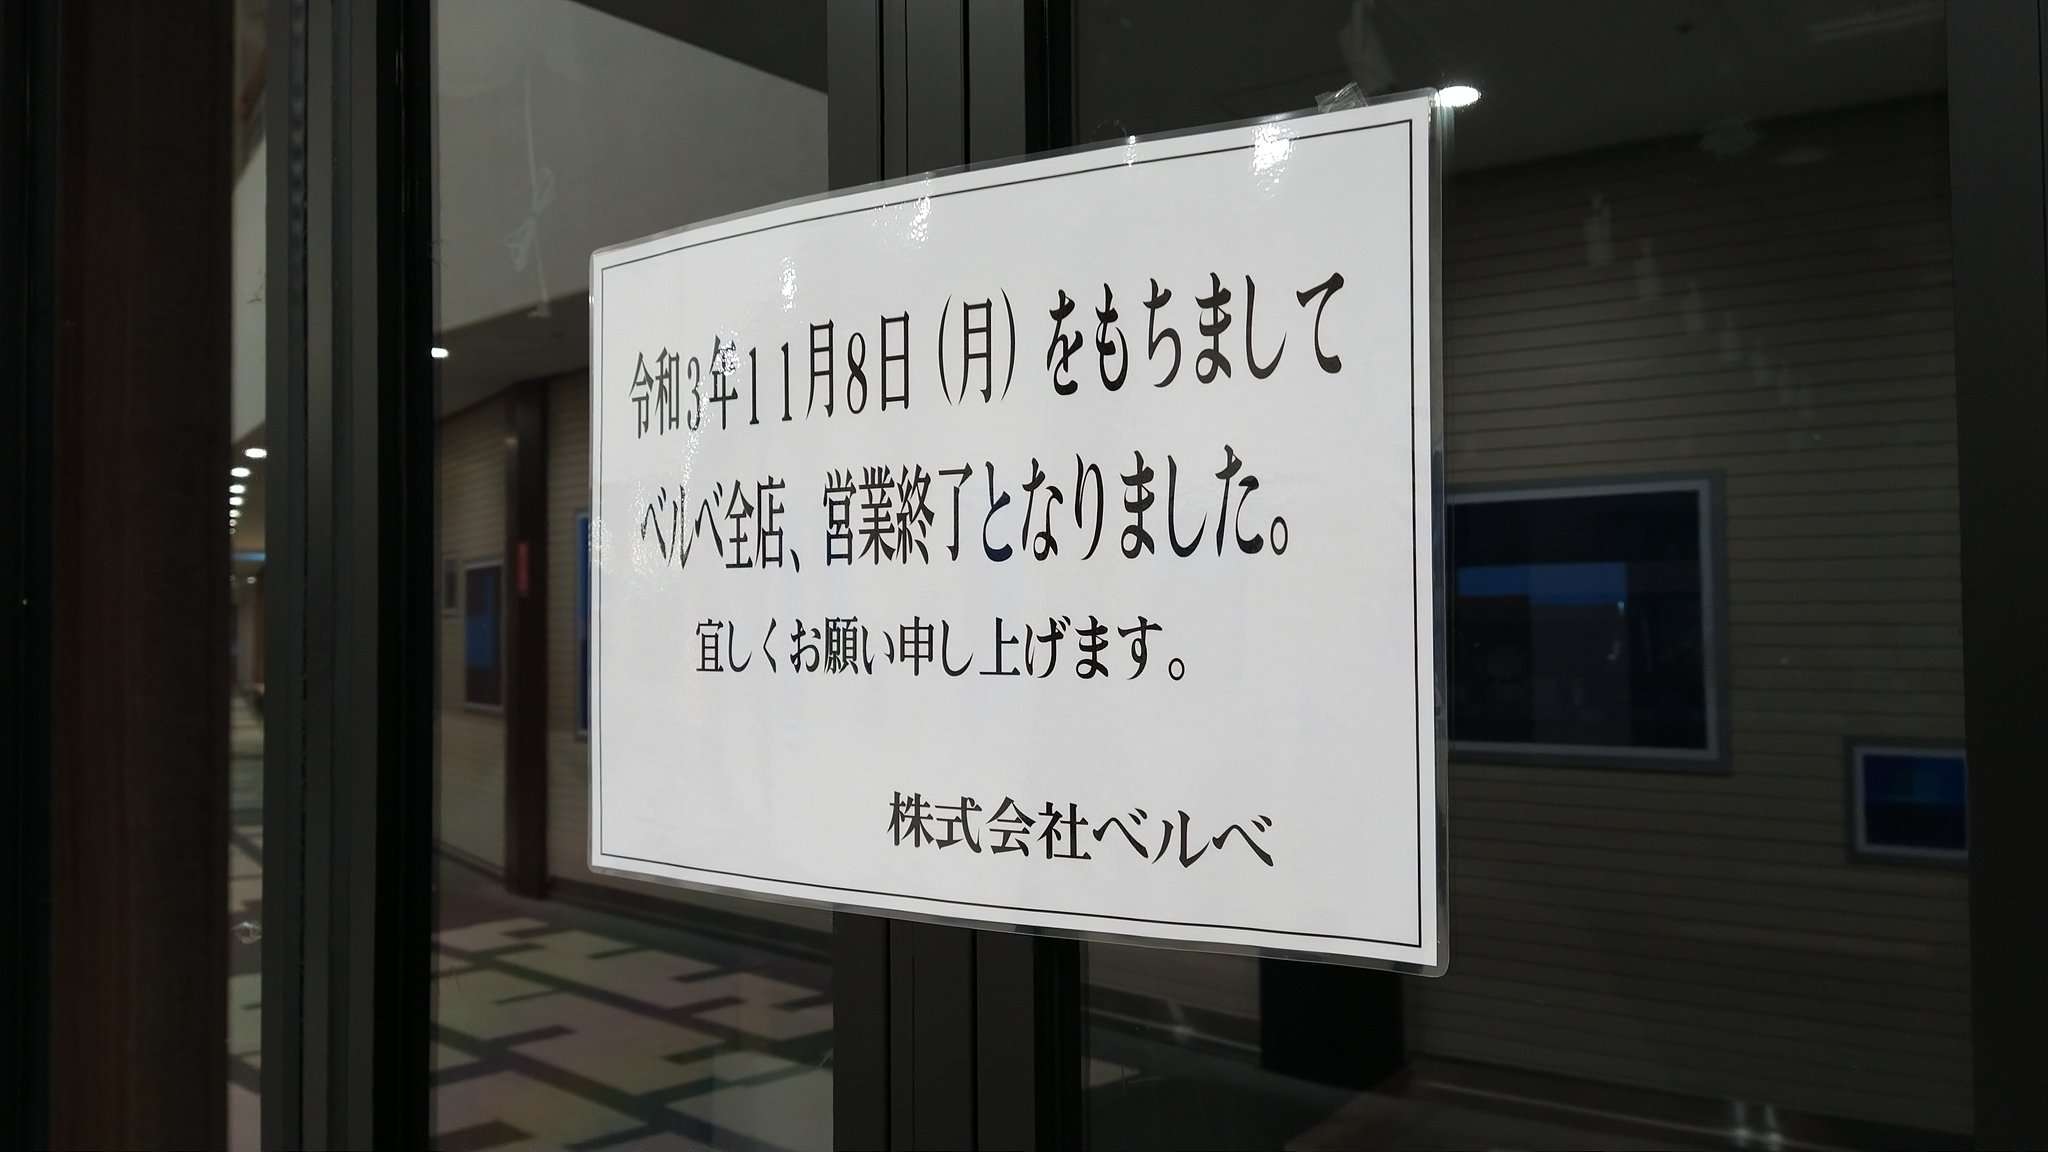 令和3年11月8日（月）をもちまして
ベルベ全店、営業終了となりました。
宜しくお願い申し上げます。
株式会社ベルベ